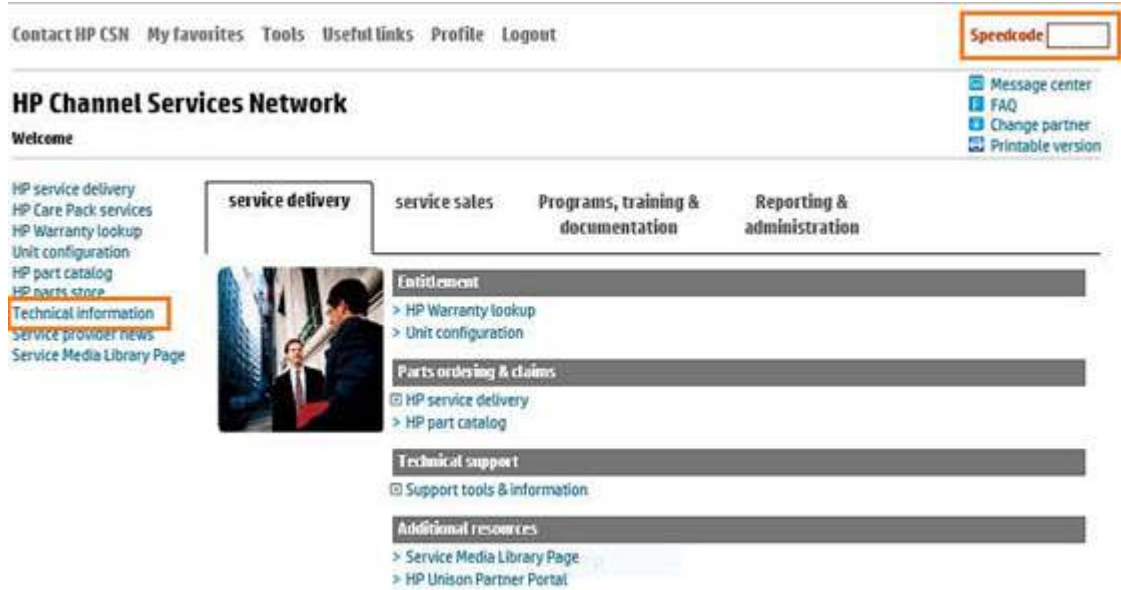 Contact HP CSN My favorites Tools Useful links Profile Logout
Speedcode
HP Channel Services Network
Welcome
Message center
FAQ
Change partner
Printable version
HP service delivery
HP Care Pack services
HP Warranty lookup
Unit configuration
HP part catalog
HP parts store
Technical information
Service provider news
Service Media Library Page
service delivery
service sales
Programs, training &
documentation
Reporting &
administration
Entitlement
> HP Warranty lookup
> Unit configuration
Parts ordering & claims
HP service delivery
> HP part catalog
Technical support
Support tools & information
Additional resources
> Service Media Library Page
> HP Unison Partner Portal